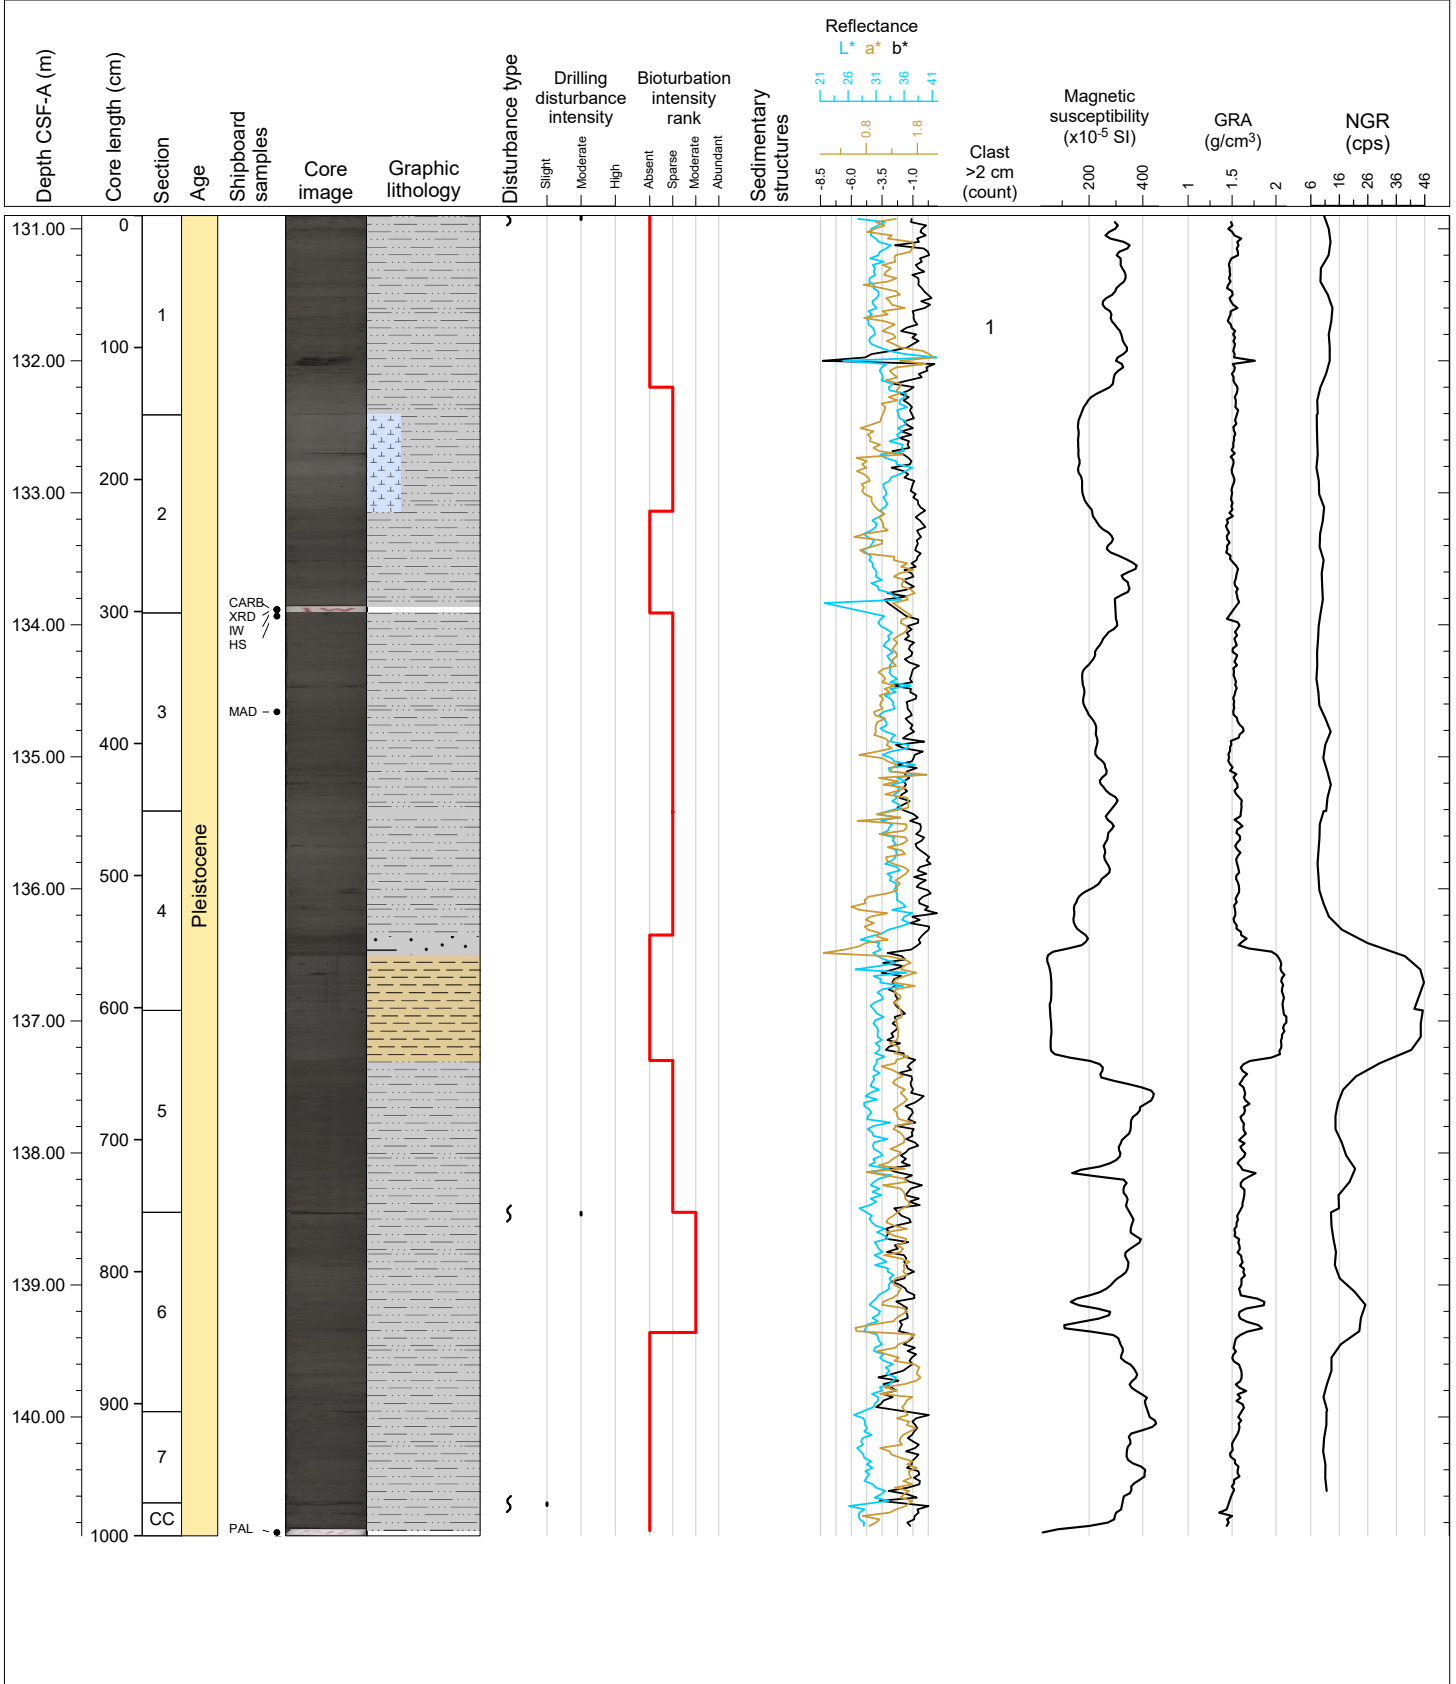 Depth CSF-A (m)
Core length (cm)
Section
Age
Shipboard
samples
Core
image
Graphic
lithology
Disturbance type
Drilling
disturbance
intensity
Slight
Moderate
High
Bioturbation
intensity
rank
Absent
Sparse
Moderate
Abundant
Sedimentary
structures
Reflectance
L* a* b*
21 26 31 36 41
0.8 1.8
-8.5 -6.0 -3.5 -1.0
Clast
>2 cm
(count)
Magnetic
susceptibility
(x10-5 SI)
200 400
GRA
(g/cm3)
1 1.5 2
NGR
(cps)
6 16 26 36 46
131.00
132.00
133.00
134.00
135.00
136.00
137.00
138.00
139.00
140.00
0
100
200
300
400
500
600
700
800
900
1000
1
2
3
4
5
6
7
CC
Pleistocene
CARB
XRD
IW
HS
MAD
PAL
1